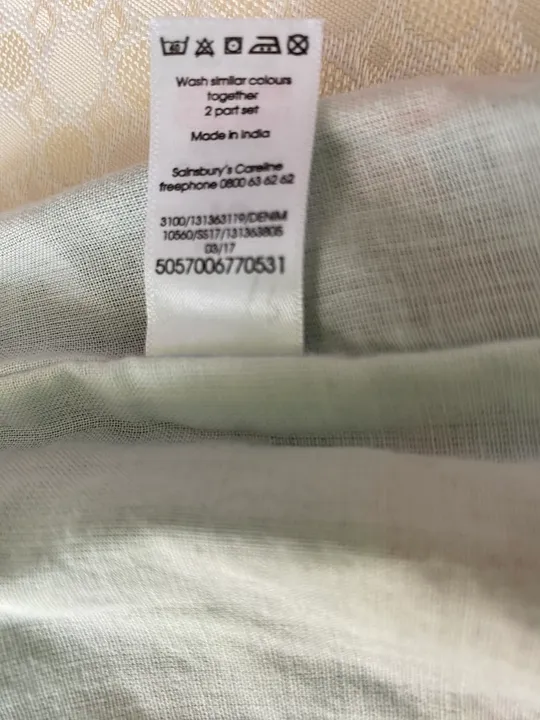 40
Wash similar colours
together
2 part set
Made in India
Sainsbury's Careline
freephone 0800 63 62 62
3100/131363119/DENIM
10560/SS17/131363805
03/17
5057006770531